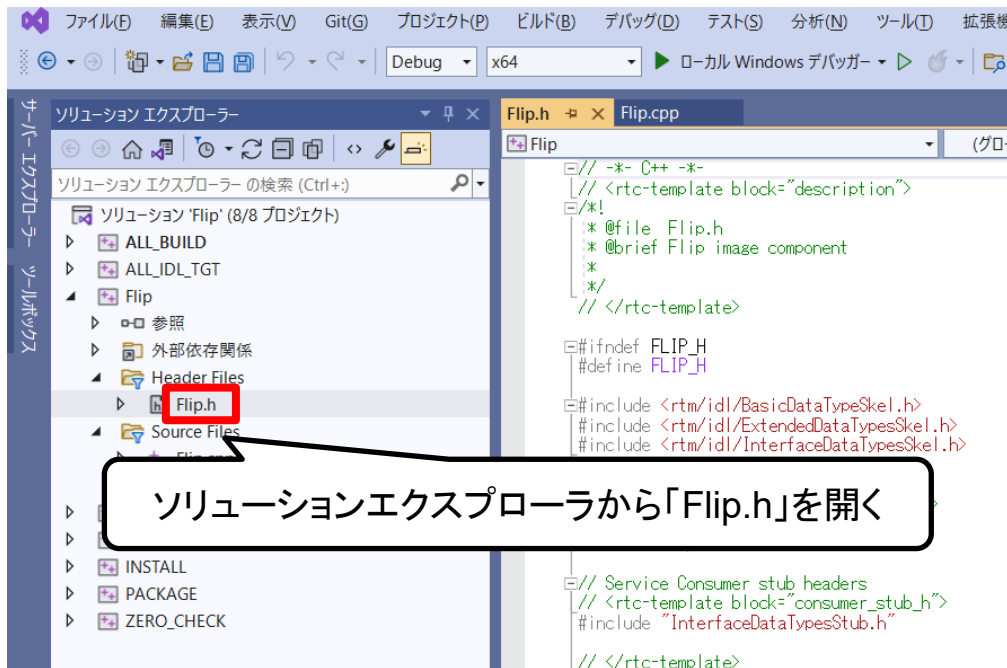 ファイル(F) 編集(E) 表示(V) Git(G) プロジェクト(P) ビルド(B) デバッグ(D) テスト(S) 分析(N) ツール(T) 拡張機
Debug x64 ローカル Windows デバッガー
サーバー エクスプローラー ツールボックス
ソリューション エクスプローラー
ソリューション エクスプローラー の検索 (Ctrl+:)
ソリューション 'Flip' (8/8 プロジェクト)
ALL_BUILD
ALL_IDL_TGT
Flip
参照
外部依存関係
Header Files
Flip.h
Source Files
ソリューションエクスプローラから「Flip.h」を開く
INSTALL
PACKAGE
ZERO_CHECK
Flip.h Flip.cpp
Flip (グロー
// -*- C++ -*-
// <rtc-template block="description">
/*!
* @file Flip.h
* @brief Flip image component
*
*/
// </rtc-template>
#ifndef FLIP_H
#define FLIP_H
#include <rtm/idl/BasicDataTypeSkel.h>
#include <rtm/idl/ExtendedDataTypesSkel.h>
#include <rtm/idl/InterfaceDataTypesSkel.h>
// Service Consumer stub headers
// <rtc-template block="consumer_stub_h">
#include "InterfaceDataTypesStub.h"
// </rtc-template>